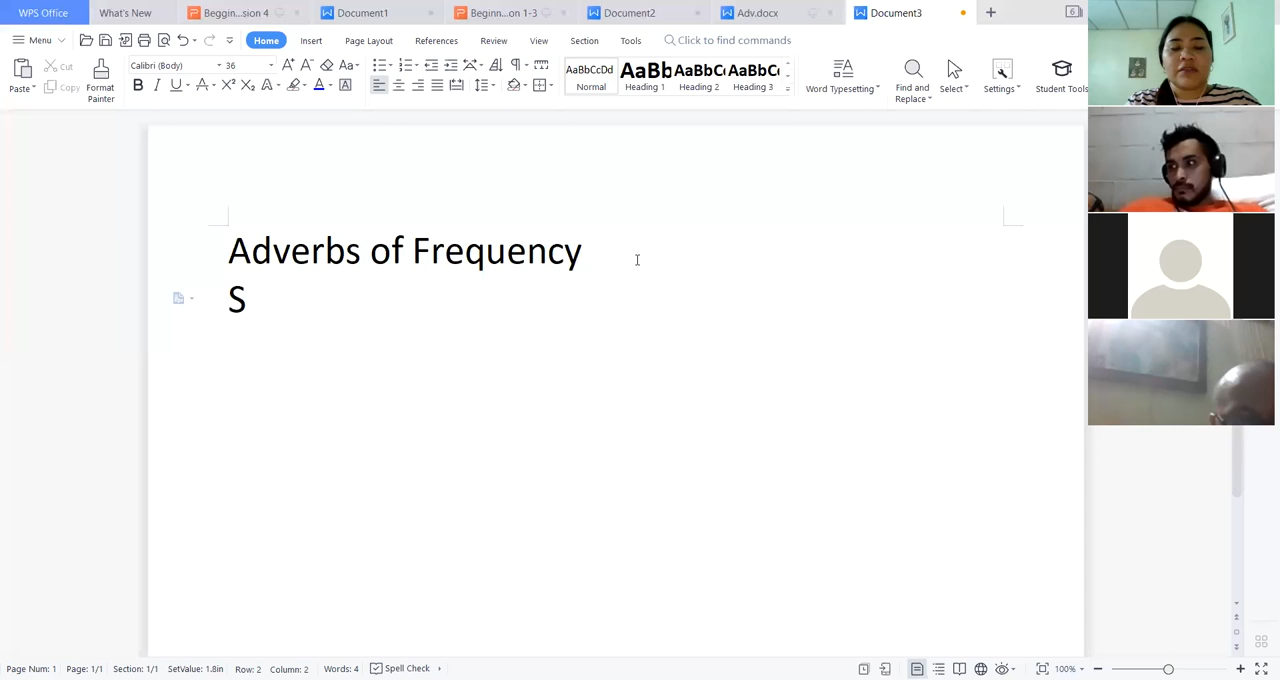 WPS Office What's New Beggin...sion 4 Document1 Beginn...on 1-3 Document2 Adv.docx Document3 6
Menu Home Insert Page Layout References Review View Section Tools Click to find commands
Paste Cut Copy Format Painter Calibri (Body) 36 AaBbCcDd Normal AaBb Heading 1 AaBbCc Heading 2 AaBbCc Heading 3 Word Typesetting Find and Replace Select Settings Student Tools
Adverbs of Frequency
S
Page Num: 1 Page: 1/1 Section: 1/1 SetValue: 1.8in Row: 2 Column: 2 Words: 4 Spell Check 100%